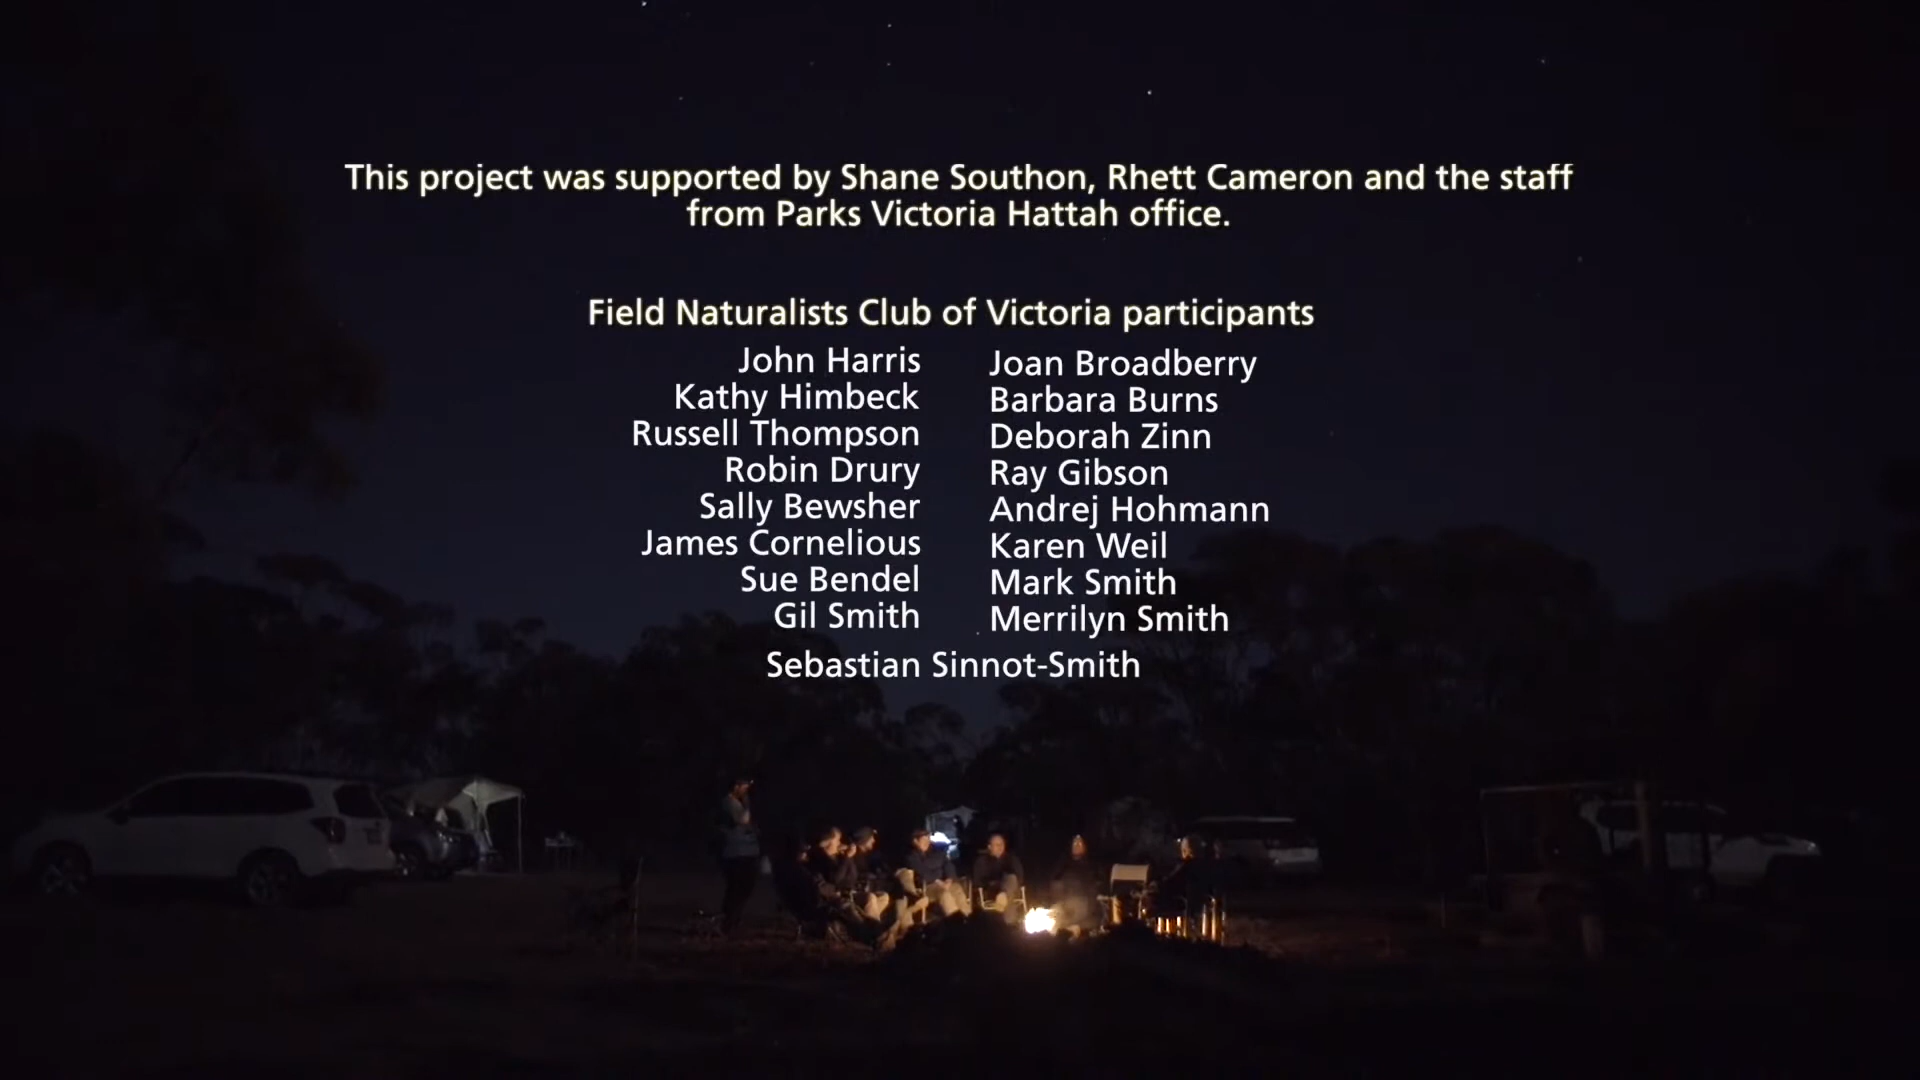 This project was supported by Shane Southon, Rhett Cameron and the staff
from Parks Victoria Hattah office.
Field Naturalists Club of Victoria participants
John Harris
Kathy Himbeck
Russell Thompson
Robin Drury
Sally Bewsher
James Cornelious
Sue Bendel
Gil Smith
Joan Broadberry
Barbara Burns
Deborah Zinn
Ray Gibson
Andrej Hohmann
Karen Weil
Mark Smith
Merrilyn Smith
Sebastian Sinnot-Smith